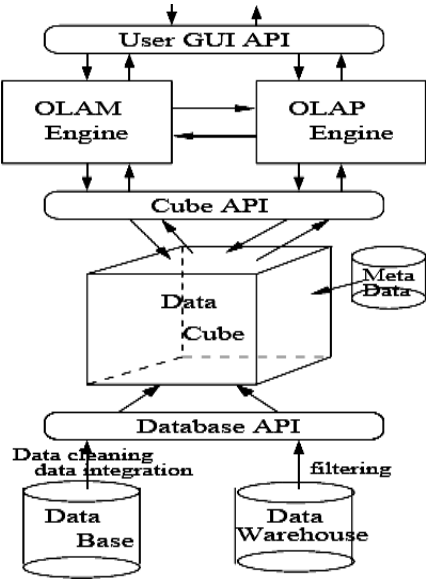 User GUI API
OLAM
Engine
OLAP
Engine
Cube API
Data
Cube
Meta
Data
Database API
Data cleaning
data integration
filtering
Data
Base
Data
Warehouse